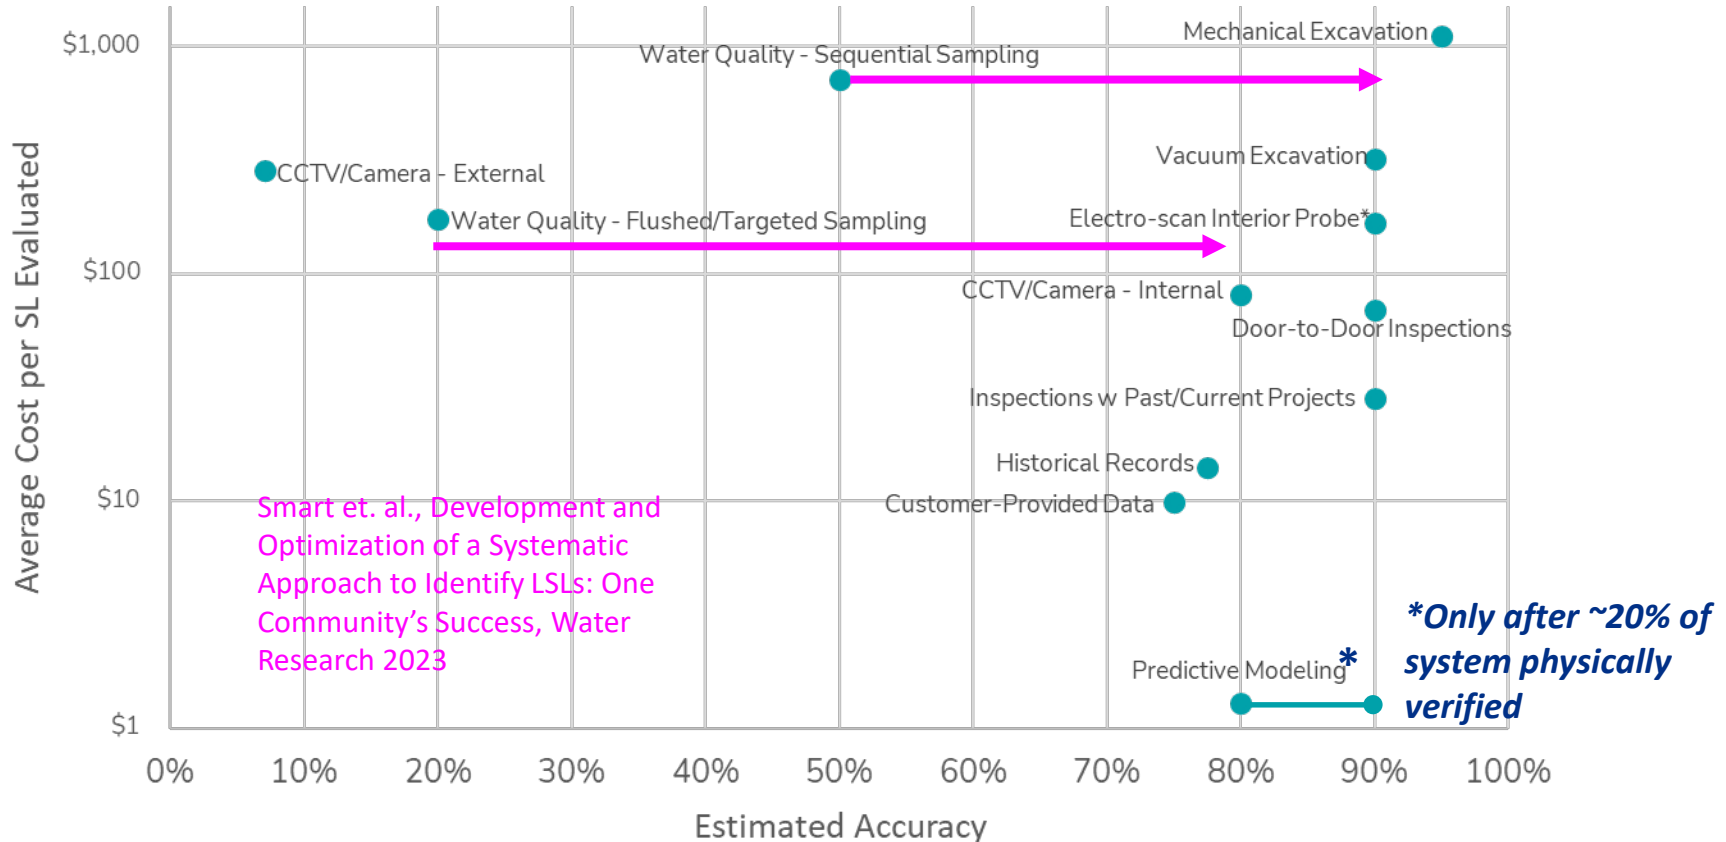 Average Cost per SL Evaluated
$1,000
$100
$10
$1
Mechanical Excavation
Water Quality - Sequential Sampling
Vacuum Excavation
CCTV/Camera - External
Water Quality - Flushed/Targeted Sampling
Electro-scan Interior Probe*
CCTV/Camera - Internal
Door-to-Door Inspections
Inspections w Past/Current Projects
Historical Records
Customer-Provided Data
Smart et. al., Development and
Optimization of a Systematic
Approach to Identify LSLs: One
Community’s Success, Water
Research 2023
Predictive Modeling*
*Only after ~20% of
system physically
verified
0% 10% 20% 30% 40% 50% 60% 70% 80% 90% 100%
Estimated Accuracy